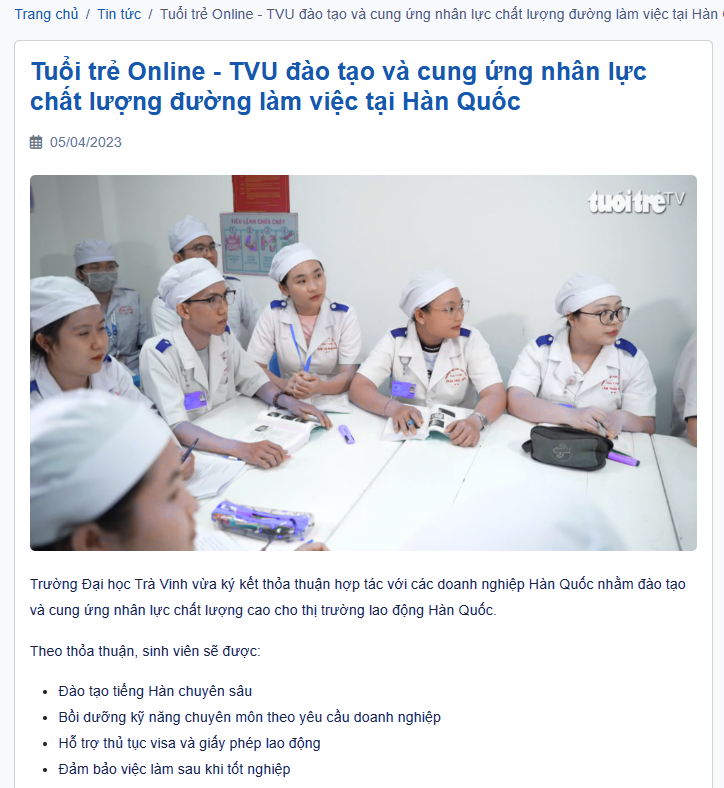 Trang chủ / Tin tức / Tuổi trẻ Online - TVU đào tạo và cung ứng nhân lực chất lượng đường làm việc tại Hàn
Tuổi trẻ Online - TVU đào tạo và cung ứng nhân lực
chất lượng đường làm việc tại Hàn Quốc
05/04/2023
tuổi trẻ TV
Trường Đại học Trà Vinh vừa ký kết thỏa thuận hợp tác với các doanh nghiệp Hàn Quốc nhằm đào tạo
và cung ứng nhân lực chất lượng cao cho thị trường lao động Hàn Quốc.
Theo thỏa thuận, sinh viên sẽ được:
• Đào tạo tiếng Hàn chuyên sâu
• Bồi dưỡng kỹ năng chuyên môn theo yêu cầu doanh nghiệp
• Hỗ trợ thủ tục visa và giấy phép lao động
• Đảm bảo việc làm sau khi tốt nghiệp